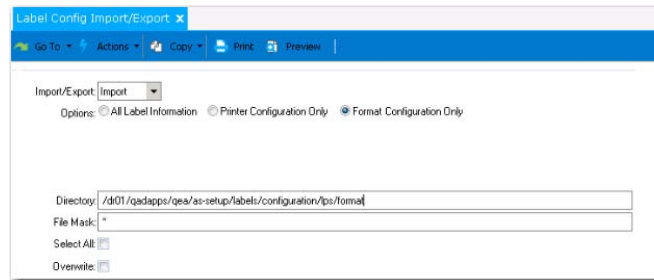 Label Config Import/Export x
Go To Actions Copy Print Preview
Import/Export: Import
Options: All Label Information Printer Configuration Only Format Configuration Only
Directory: /dr01/qadapps/qea/as-setup/labels/configuration/lps/format
File Mask: *
Select All:
Overwrite: